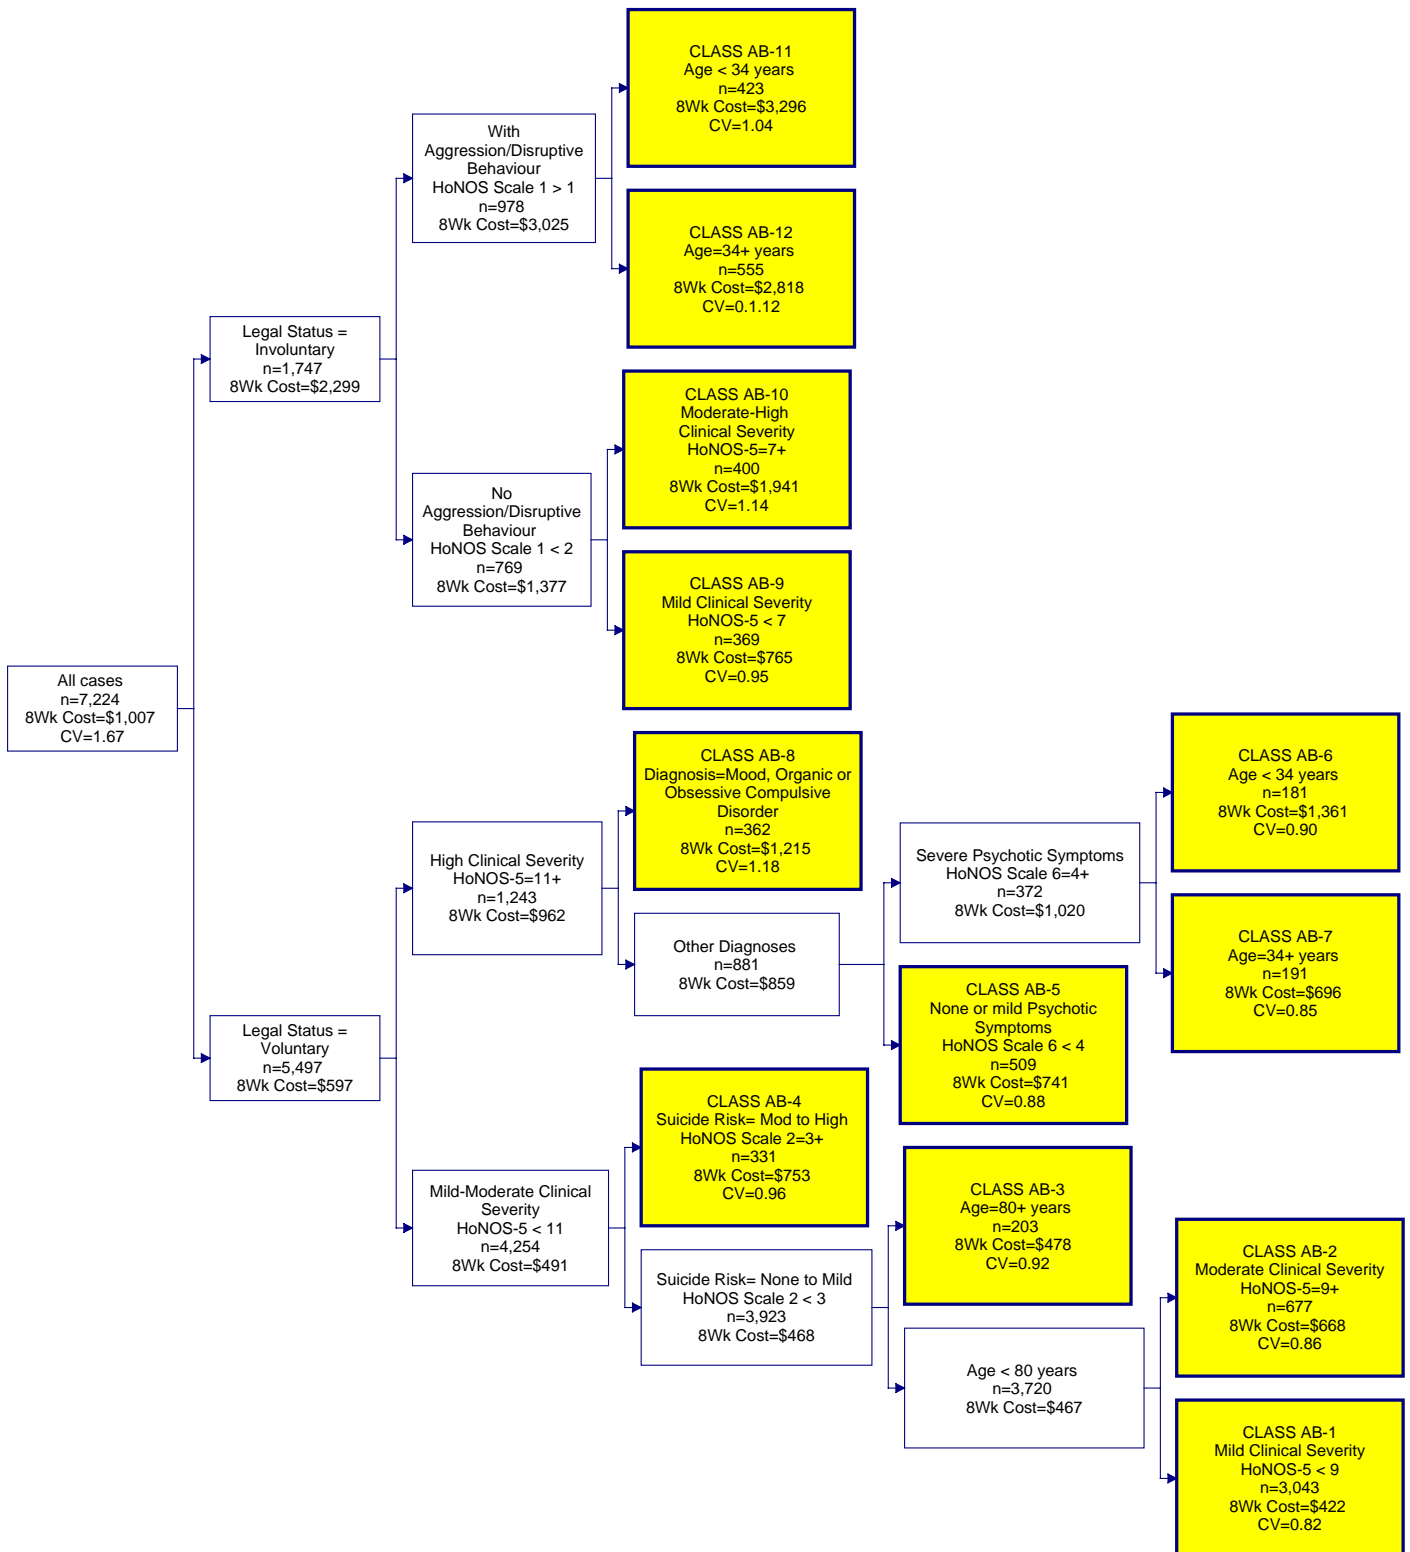 CLASS AB-11
Age < 34 years
n=423
8Wk Cost=$3,296
CV=1.04
With
Aggression/Disruptive
Behaviour
HoNOS Scale 1 > 1
n=978
8Wk Cost=$3,025
CLASS AB-12
Age=34+ years
n=555
8Wk Cost=$2,818
CV=0.1.12
Legal Status =
Involuntary
n=1,747
8Wk Cost=$2,299
CLASS AB-10
Moderate-High
Clinical Severity
HoNOS-5=7+
n=400
8Wk Cost=$1,941
CV=1.14
No
Aggression/Disruptive
Behaviour
HoNOS Scale 1 < 2
n=769
8Wk Cost=$1,377
CLASS AB-9
Mild Clinical Severity
HoNOS-5 < 7
n=369
8Wk Cost=$765
CV=0.95
All cases
n=7,224
8Wk Cost=$1,007
CV=1.67
CLASS AB-8
Diagnosis=Mood, Organic or
Obsessive Compulsive
Disorder
n=362
8Wk Cost=$1,215
CV=1.18
CLASS AB-6
Age < 34 years
n=181
8Wk Cost=$1,361
CV=0.90
High Clinical Severity
HoNOS-5=11+
n=1,243
8Wk Cost=$962
Severe Psychotic Symptoms
HoNOS Scale 6=4+
n=372
8Wk Cost=$1,020
Other Diagnoses
n=881
8Wk Cost=$859
CLASS AB-7
Age=34+ years
n=191
8Wk Cost=$696
CV=0.85
CLASS AB-5
None or mild Psychotic
Symptoms
HoNOS Scale 6 < 4
n=509
8Wk Cost=$741
CV=0.88
Legal Status =
Voluntary
n=5,497
8Wk Cost=$597
CLASS AB-4
Suicide Risk= Mod to High
HoNOS Scale 2=3+
n=331
8Wk Cost=$753
CV=0.96
Mild-Moderate Clinical
Severity
HoNOS-5 < 11
n=4,254
8Wk Cost=$491
CLASS AB-3
Age=80+ years
n=203
8Wk Cost=$478
CV=0.92
Suicide Risk= None to Mild
HoNOS Scale 2 < 3
n=3,923
8Wk Cost=$468
CLASS AB-2
Moderate Clinical Severity
HoNOS-5=9+
n=677
8Wk Cost=$668
CV=0.86
Age < 80 years
n=3,720
8Wk Cost=$467
CLASS AB-1
Mild Clinical Severity
HoNOS-5 < 9
n=3,043
8Wk Cost=$422
CV=0.82